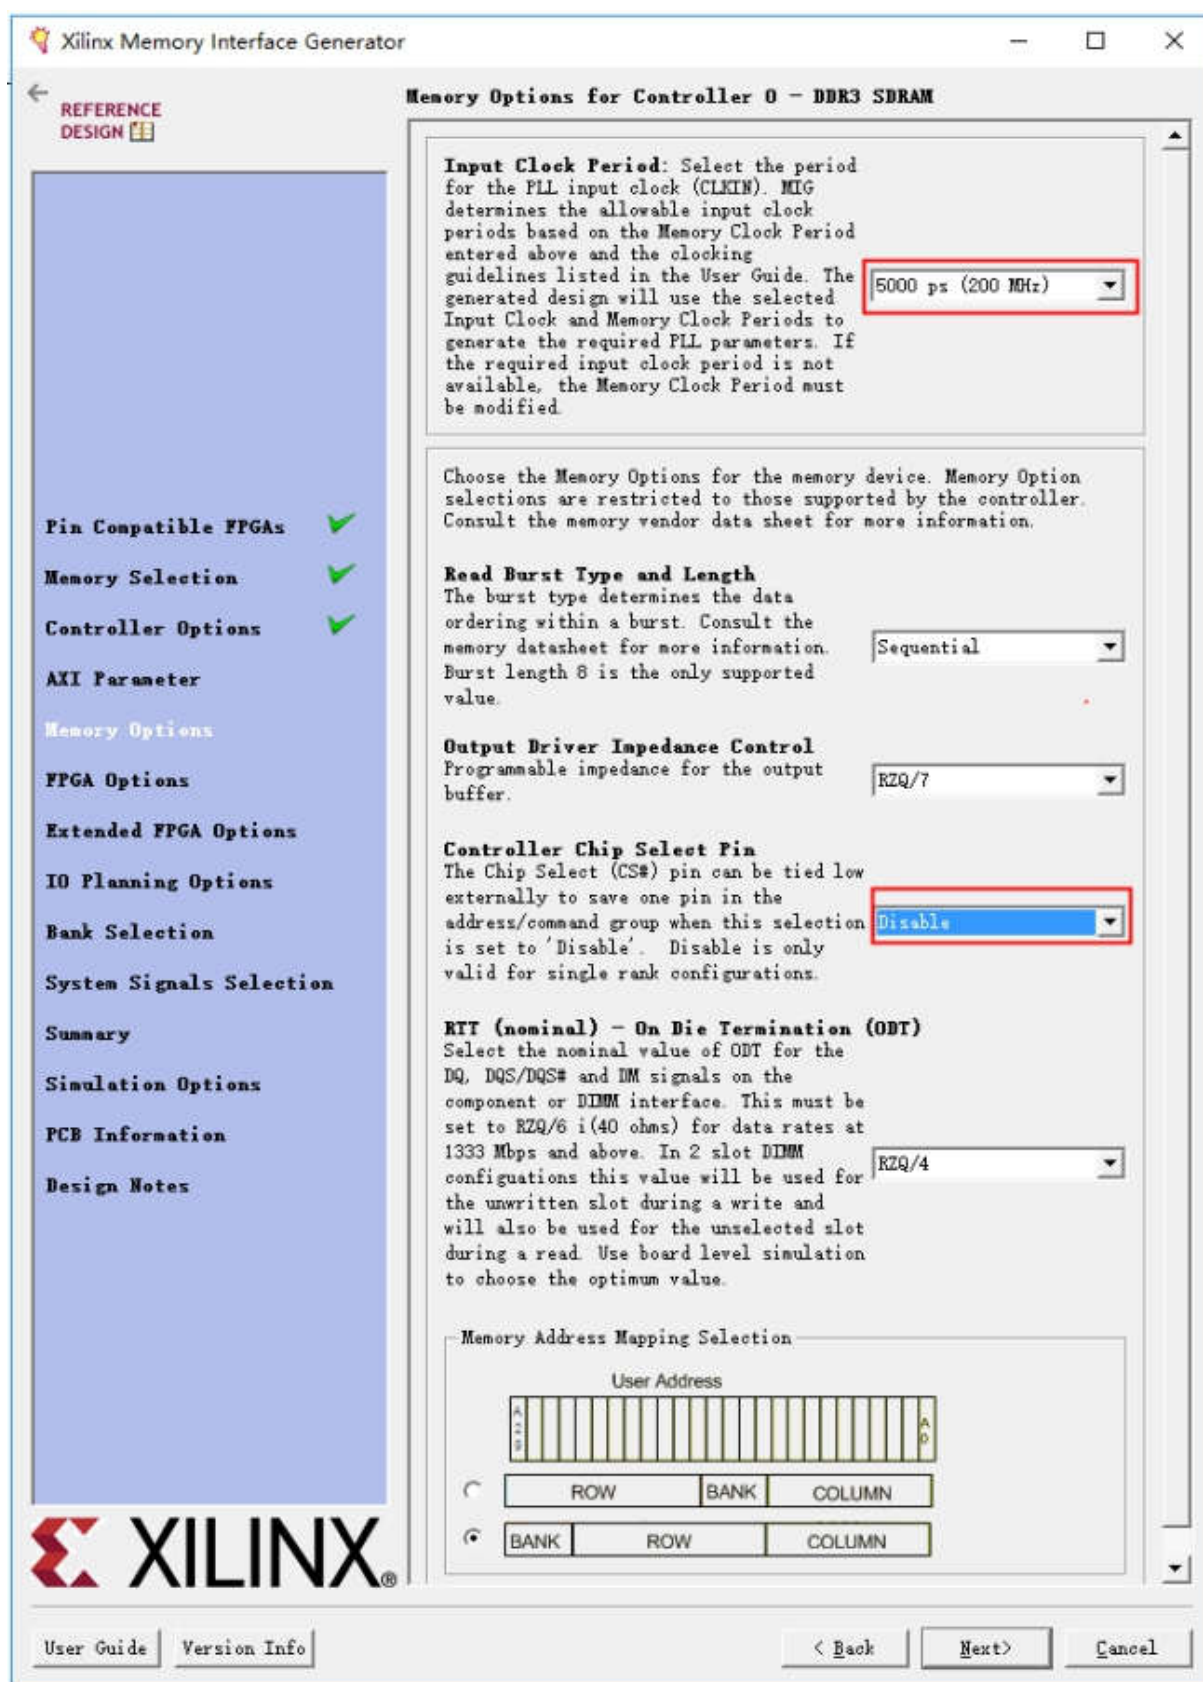 Xilinx Memory Interface Generator
REFERENCE
DESIGN
Memory Options for Controller 0 - DDR3 SDRAM
Input Clock Period: Select the period
for the PLL input clock (CLKIN). MIG
determines the allowable input clock
periods based on the Memory Clock Period
entered above and the clocking
guidelines listed in the User Guide. The
generated design will use the selected
Input Clock and Memory Clock Periods to
generate the required PLL parameters. If
the required input clock period is not
available, the Memory Clock Period must
be modified.
5000 ps (200 MHz)
Choose the Memory Options for the memory device. Memory Option
selections are restricted to those supported by the controller.
Consult the memory vendor data sheet for more information.
Read Burst Type and Length
The burst type determines the data
ordering within a burst. Consult the
memory datasheet for more information.
Burst length 8 is the only supported
value.
Sequential
Output Driver Impedance Control
Programmable impedance for the output
buffer.
RZQ/7
Controller Chip Select Pin
The Chip Select (CS#) pin can be tied low
externally to save one pin in the
address/command group when this selection
is set to 'Disable'. Disable is only
valid for single rank configurations.
Disable
RTT (nominal) - On Die Termination (ODT)
Select the nominal value of ODT for the
DQ, DQS/DQS# and DM signals on the
component or DIMM interface. This must be
set to RZQ/6 i(40 ohms) for data rates at
1333 Mbps and above. In 2 slot DIMM
configuations this value will be used for
the unwritten slot during a write and
will also be used for the unselected slot
during a read. Use board level simulation
to choose the optimum value.
RZQ/4
Memory Address Mapping Selection
User Address
A0
ROW BANK COLUMN
BANK ROW COLUMN
Pin Compatible FPGAs
Memory Selection
Controller Options
AXI Parameter
Memory Options
FPGA Options
Extended FPGA Options
IO Planning Options
Bank Selection
System Signals Selection
Summary
Simulation Options
PCB Information
Design Notes
XILINX®
User Guide
Version Info
< Back
Next>
Cancel